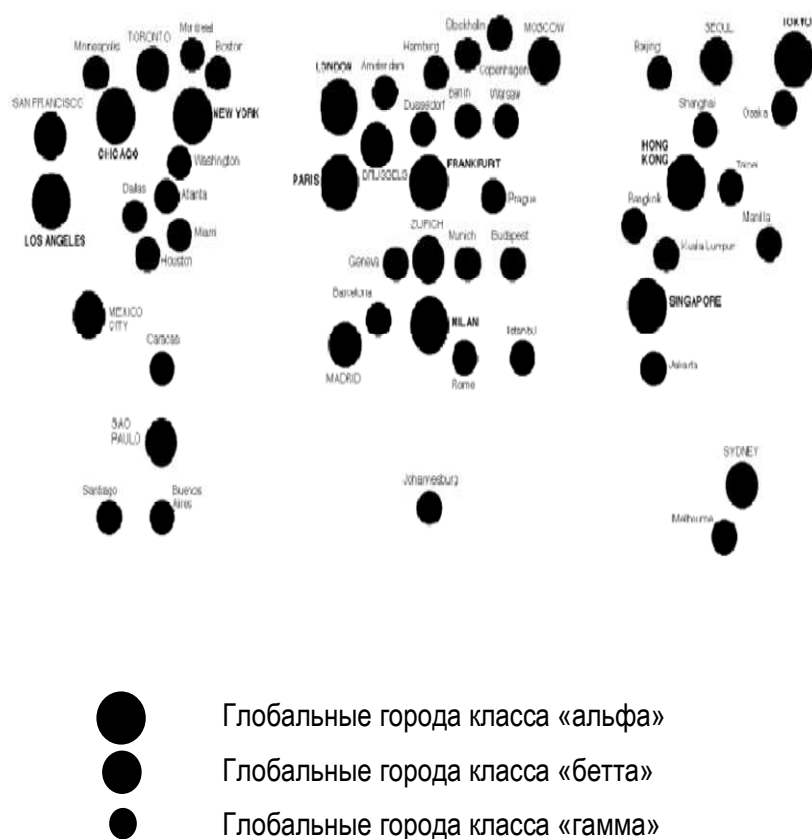 TORONTO
Montreal
Boston
Minneapolis
SAN FRANCISCO
NEW YORK
CHICAGO
Washington
Dallas
Atlanta
LOS ANGELES
Miami
Houston
MEXICO
CITY
Caracas
SAO
PAULO
Santiago
Buenos
Aires
Stockholm
MOSCOW
Hamburg
LONDON
Amsterdam
Copenhagen
Berlin
Warsaw
Dusseldorf
PARIS
BRUSSELS
FRANKFURT
Prague
ZURICH
Munich
Budapest
Geneva
Barcelona
MILAN
Istanbul
MADRID
Rome
Johannesburg
TOKYO
SEOUL
Beijing
Shanghai
Osaka
HONG
KONG
Taipei
Bangkok
Manilla
Kuala Lumpur
SINGAPORE
Jakarta
SYDNEY
Melbourne
Глобальные города класса «альфа»
Глобальные города класса «бетта»
Глобальные города класса «гамма»